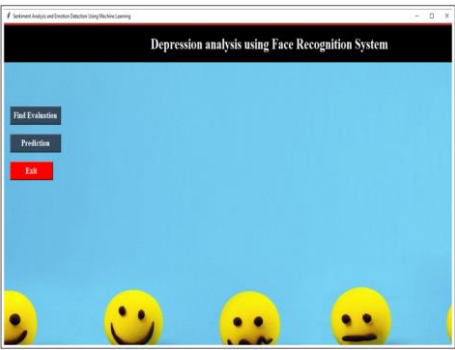 Sentiment Analysis and Emotion Detection Using Machine Learning
Depression analysis using Face Recognition System
Find Evaluation
Prediction
Exit